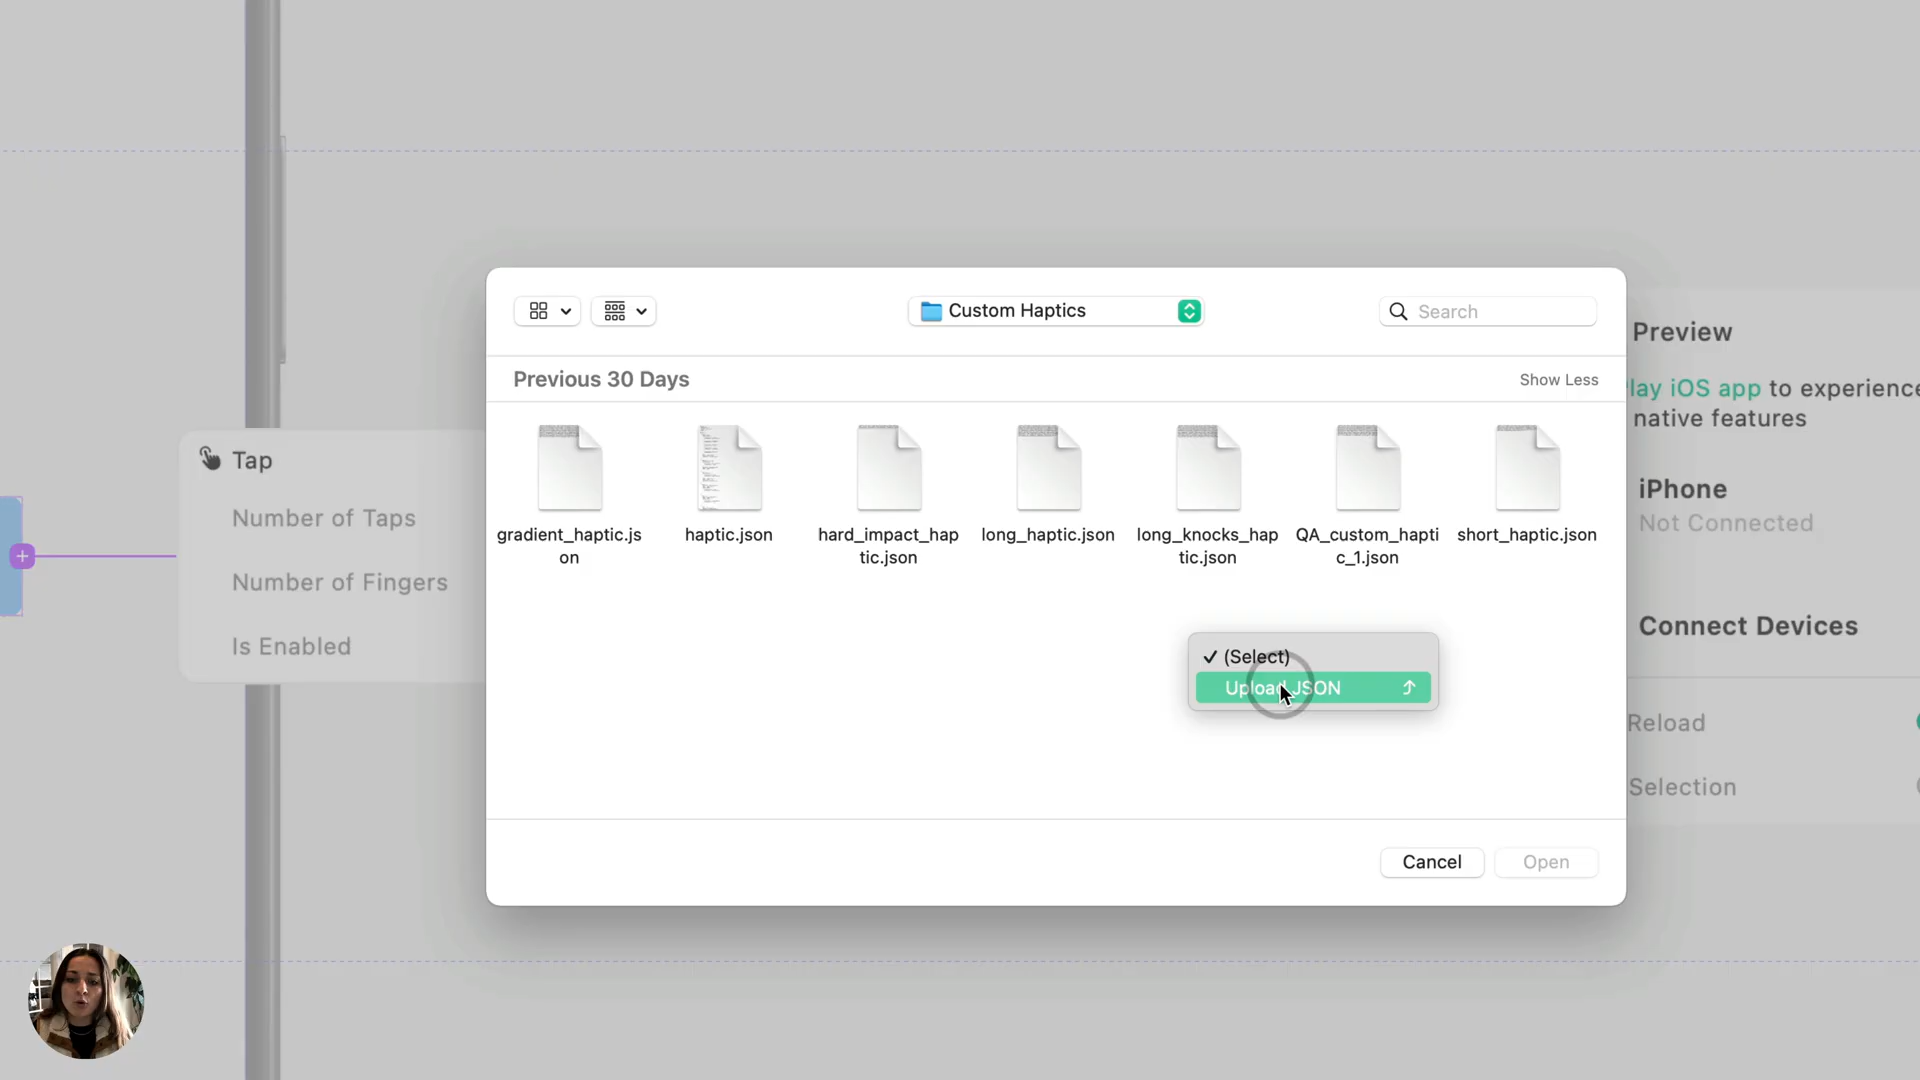 Custom Haptics
Search
Previous 30 Days
Show Less
gradient_haptic.js
on
haptic.json
hard_impact_hap
tic.json
long_haptic.json
long_knocks_hap
tic.json
QA_custom_hapti
c_1.json
short_haptic.json
(Select)
Upload JSON
Cancel
Open
Tap
Number of Taps
Number of Fingers
Is Enabled
Preview
lay iOS app to experience
native features
iPhone
Not Connected
Connect Devices
Reload
Selection